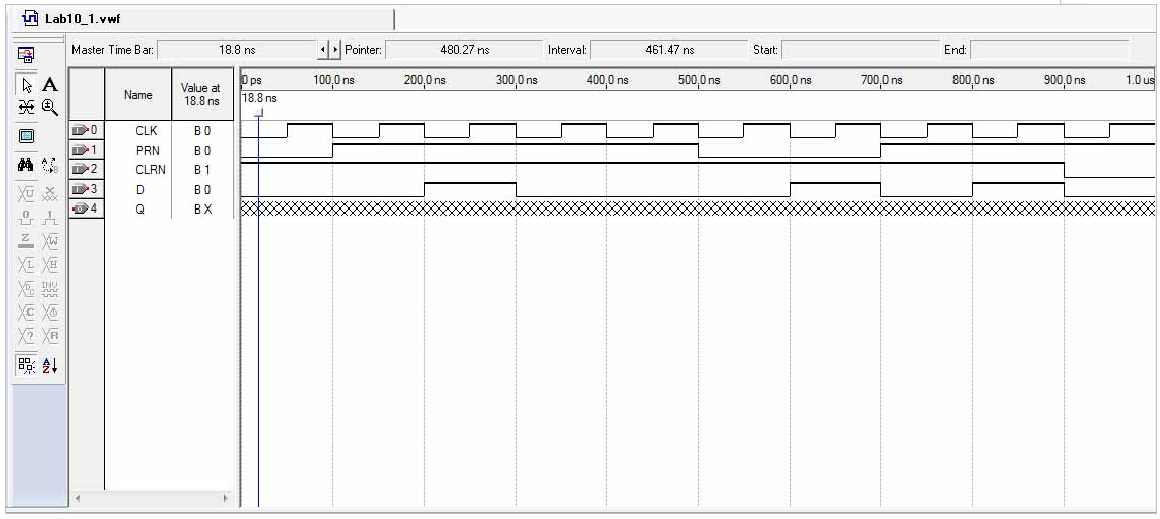 Lab10_1.vwf
Master Time Bar: 18.8 ns Pointer: 480.27 ns Interval: 461.47 ns Start: End:
Name Value at 18.8 ns
0 ps 100.0 ns 200.0 ns 300.0 ns 400.0 ns 500.0 ns 600.0 ns 700.0 ns 800.0 ns 900.0 ns 1.0 us
18.8 ns
0 CLK B 0
1 PRN B 0
2 CLRN B 1
3 D B 0
4 Q B X